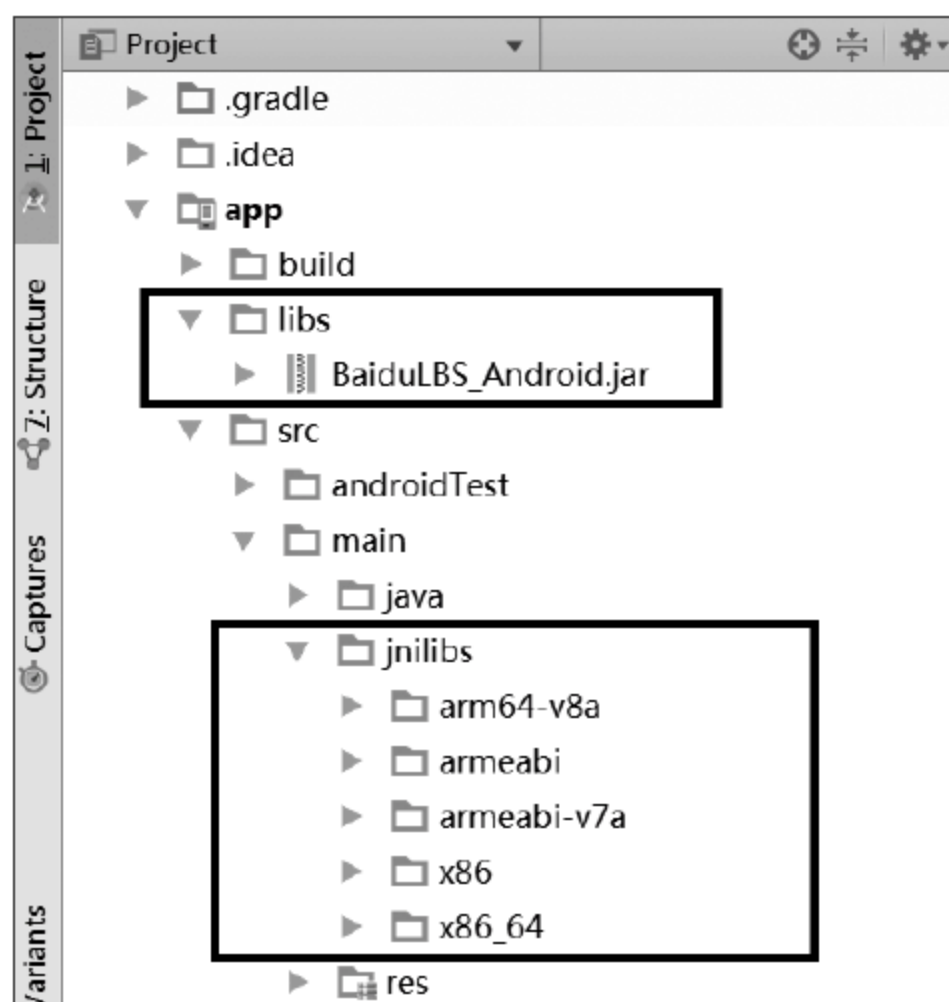 Project
.gradle
.idea
app
build
libs
BaiduLBS_Android.jar
src
androidTest
main
java
jnilibs
arm64-v8a
armeabi
armeabi-v7a
x86
x86_64
res
1: Project
7: Structure
Captures